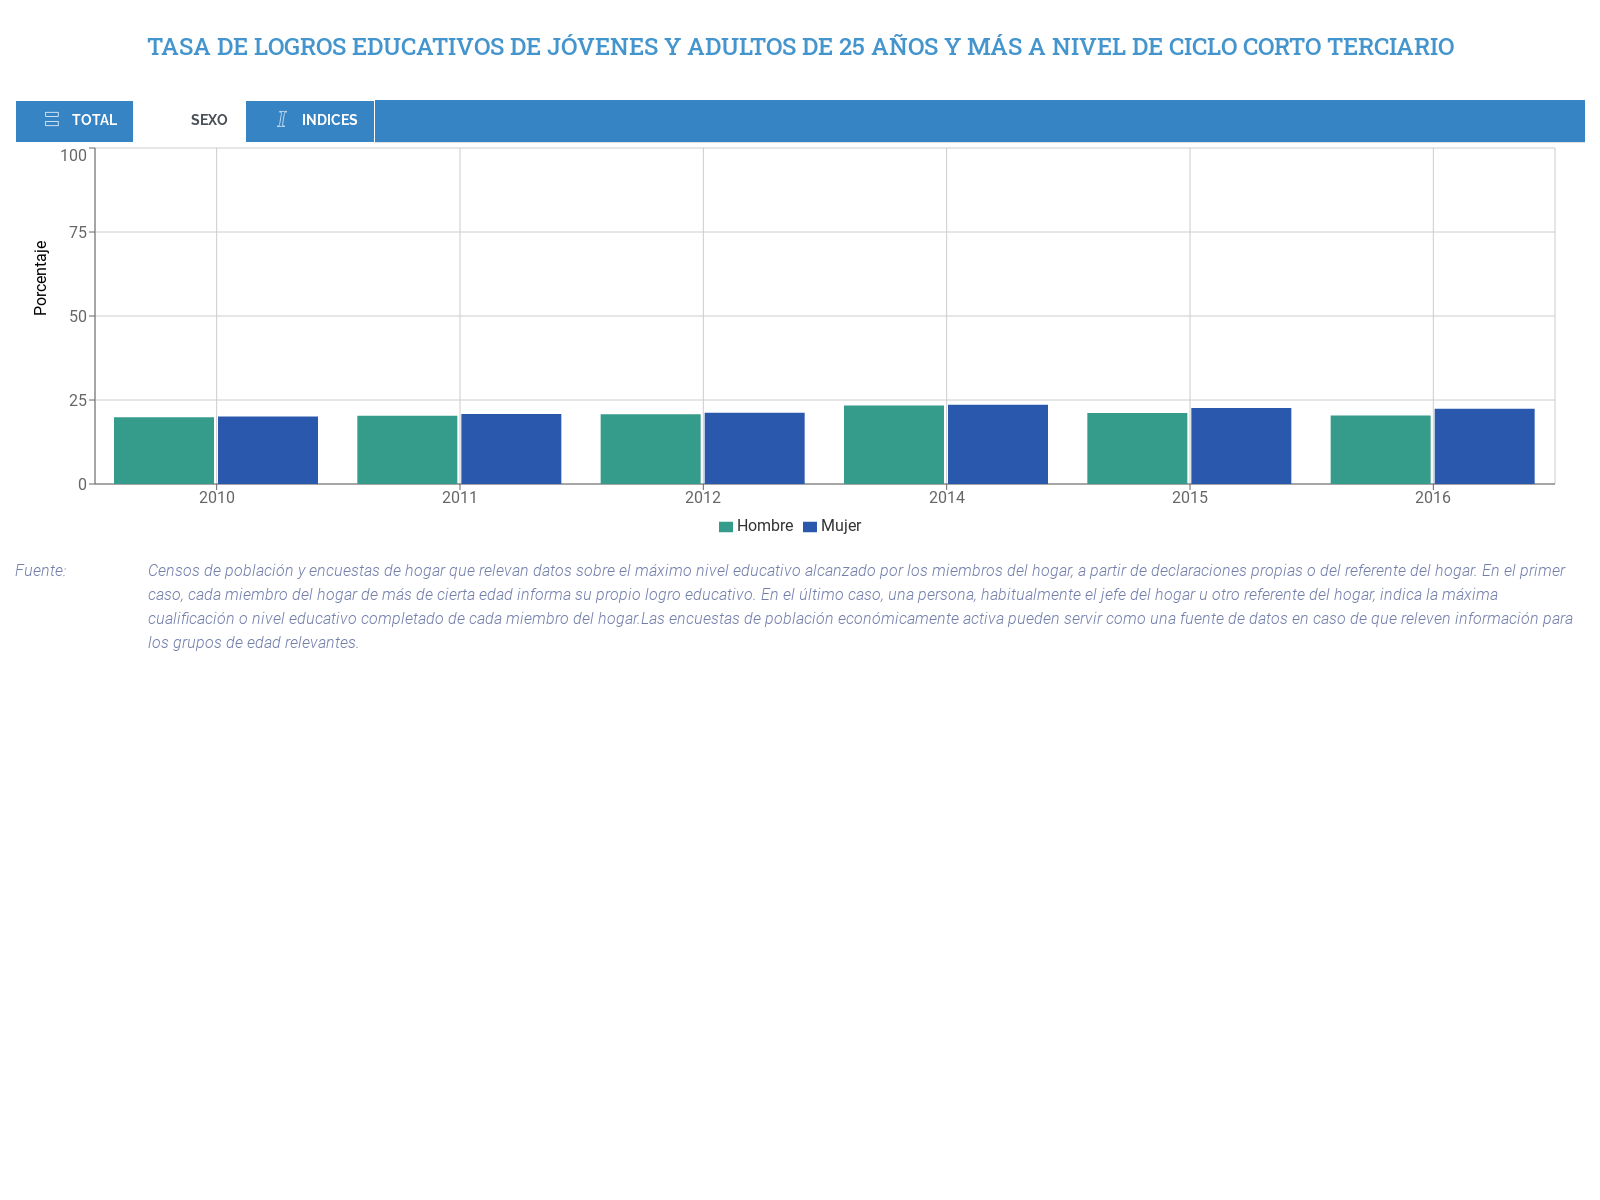 TASA DE LOGROS EDUCATIVOS DE JÓVENES Y ADULTOS DE 25 AÑOS Y MÁS A NIVEL DE CICLO CORTO TERCIARIO
TOTAL SEXO INDICES
100
75
50
25
0
Porcentaje
2010 2011 2012 2014 2015 2016
Hombre Mujer
Fuente: Censos de población y encuestas de hogar que relevan datos sobre el máximo nivel educativo alcanzado por los miembros del hogar, a partir de declaraciones propias o del referente del hogar. En el primer
caso, cada miembro del hogar de más de cierta edad informa su propio logro educativo. En el último caso, una persona, habitualmente el jefe del hogar u otro referente del hogar, indica la máxima
cualificación o nivel educativo completado de cada miembro del hogar.Las encuestas de población económicamente activa pueden servir como una fuente de datos en caso de que releven información para
los grupos de edad relevantes.